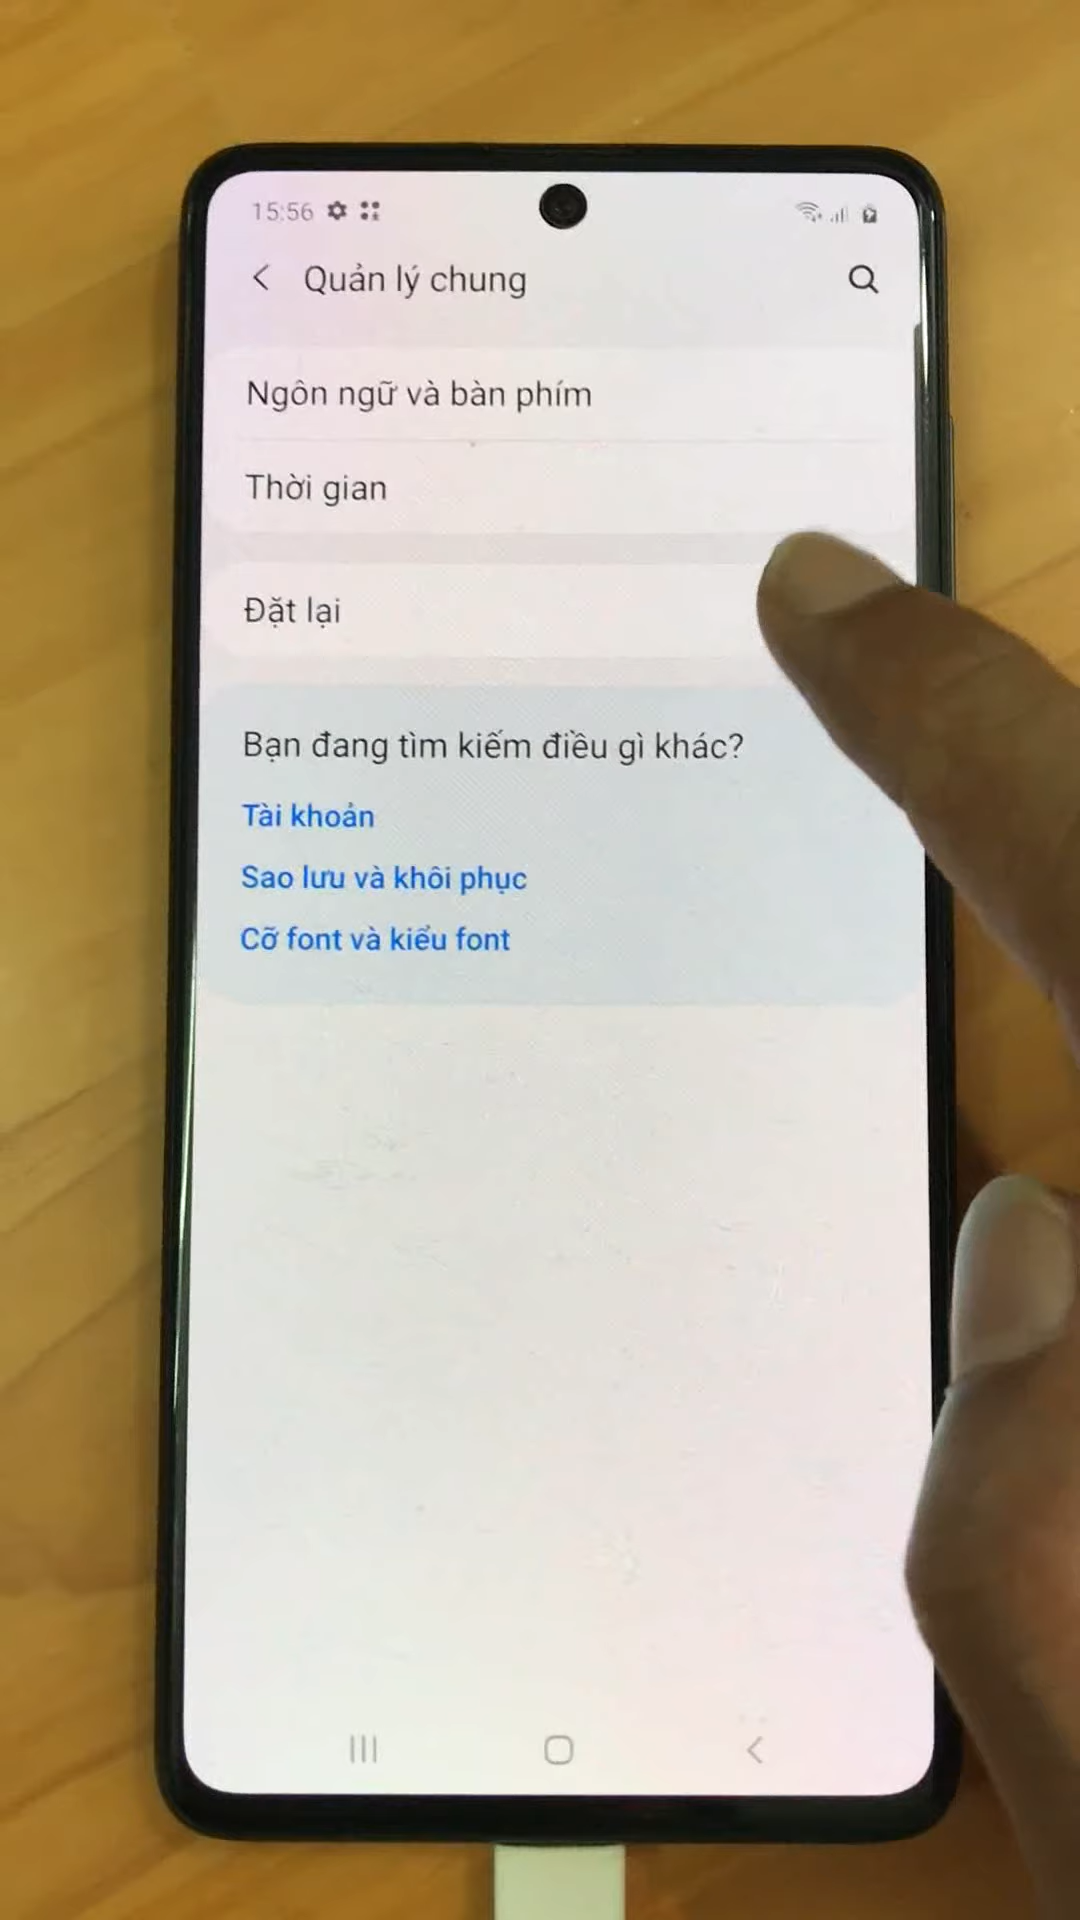 15:56
Quản lý chung
Ngôn ngữ và bàn phím
Thời gian
Đặt lại
Bạn đang tìm kiếm điều gì khác?
Tài khoản
Sao lưu và khôi phục
Cỡ font và kiểu font